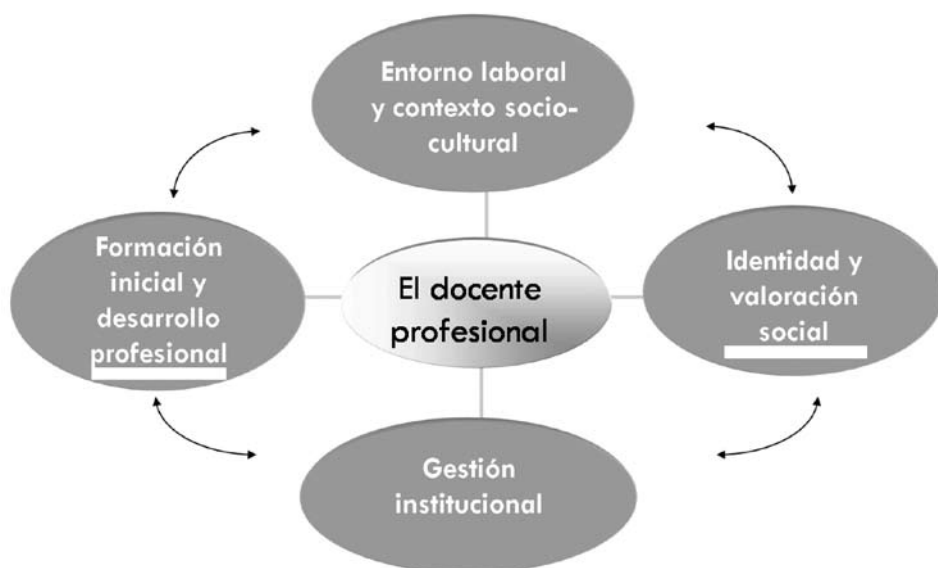 Entorno laboral
y contexto socio-
cultural
Formación
inicial y
desarrollo
profesional
El docente
profesional
Identidad y
valoración
social
Gestión
institucional